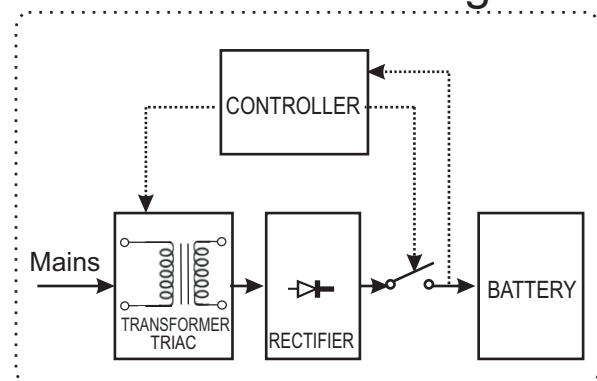 CONTROLLER
Mains
TRANSFORMER
TRIAC
RECTIFIER
BATTERY